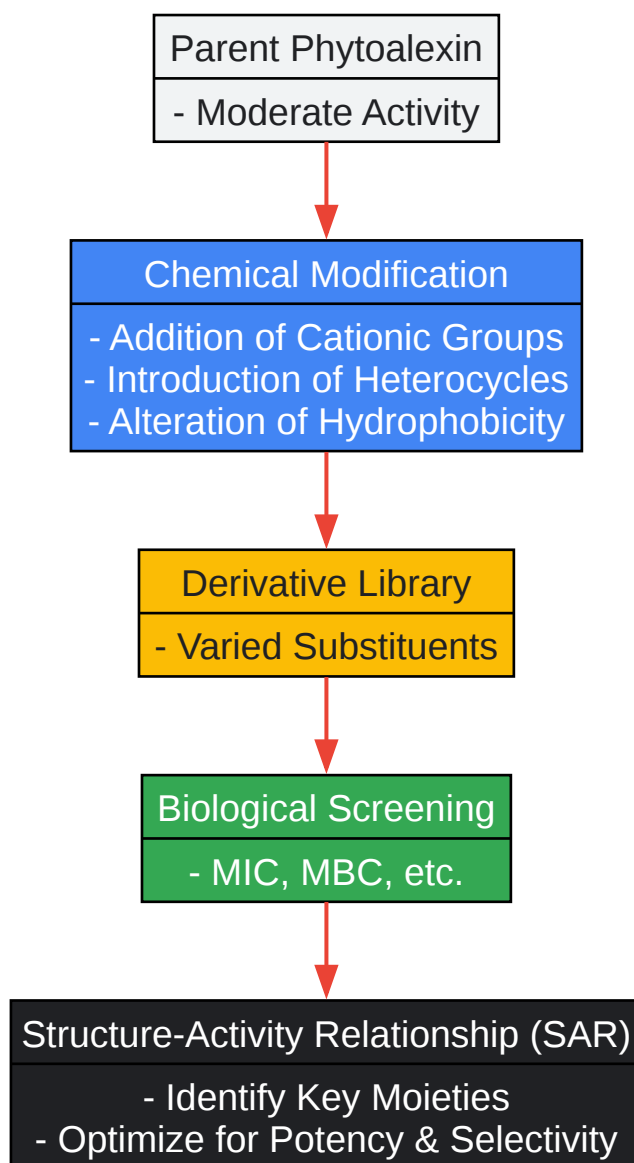 Parent Phytoalexin
- Moderate Activity
Chemical Modification
- Addition of Cationic Groups
- Introduction of Heterocycles
- Alteration of Hydrophobicity
Derivative Library
- Varied Substituents
Biological Screening
- MIC, MBC, etc.
Structure-Activity Relationship (SAR)
- Identify Key Moieties
- Optimize for Potency & Selectivity